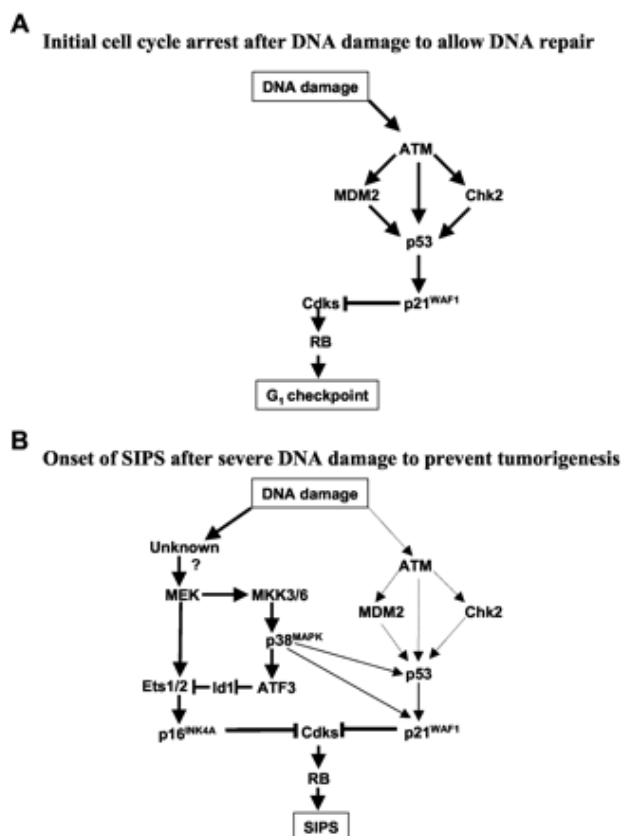 A
Initial cell cycle arrest after DNA damage to allow DNA repair
DNA damage
ATM
MDM2 Chk2
p53
Cdks p21WAF1
RB
G1 checkpoint
B
Onset of SIPS after severe DNA damage to prevent tumorigenesis
DNA damage
Unknown
?
ATM
MEK MKK3/6
MDM2 Chk2
p38MAPK
p53
Ets1/2 Id1 ATF3
p16INK4A Cdks p21WAF1
RB
SIPS